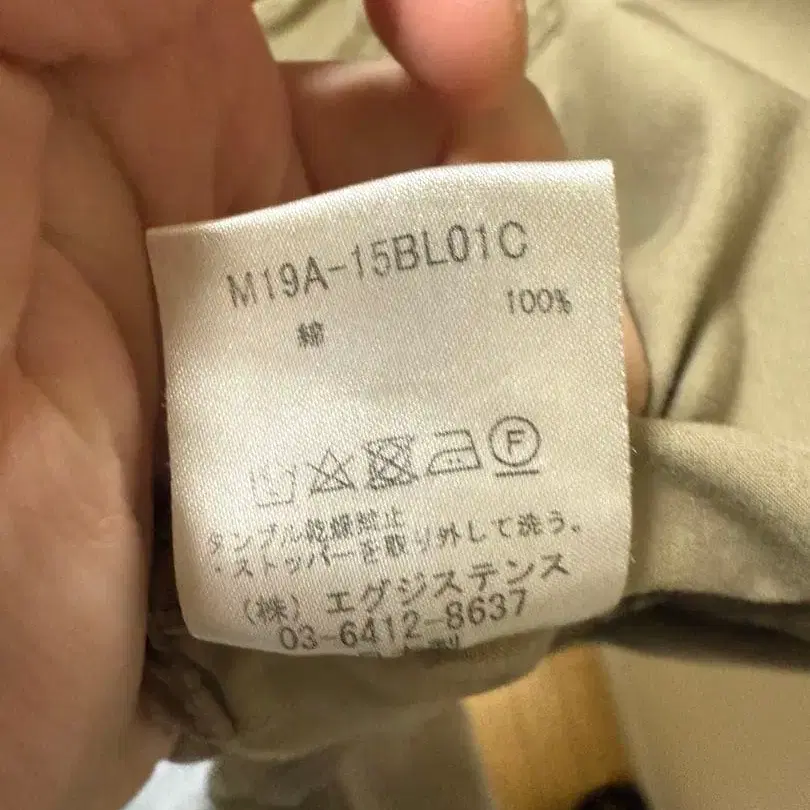 M19A-15BL01C
綿 100%
F
タンブル乾燥禁止
・ストッパーを取り外して洗う。
(株) エグジステンス
03-6412-8637